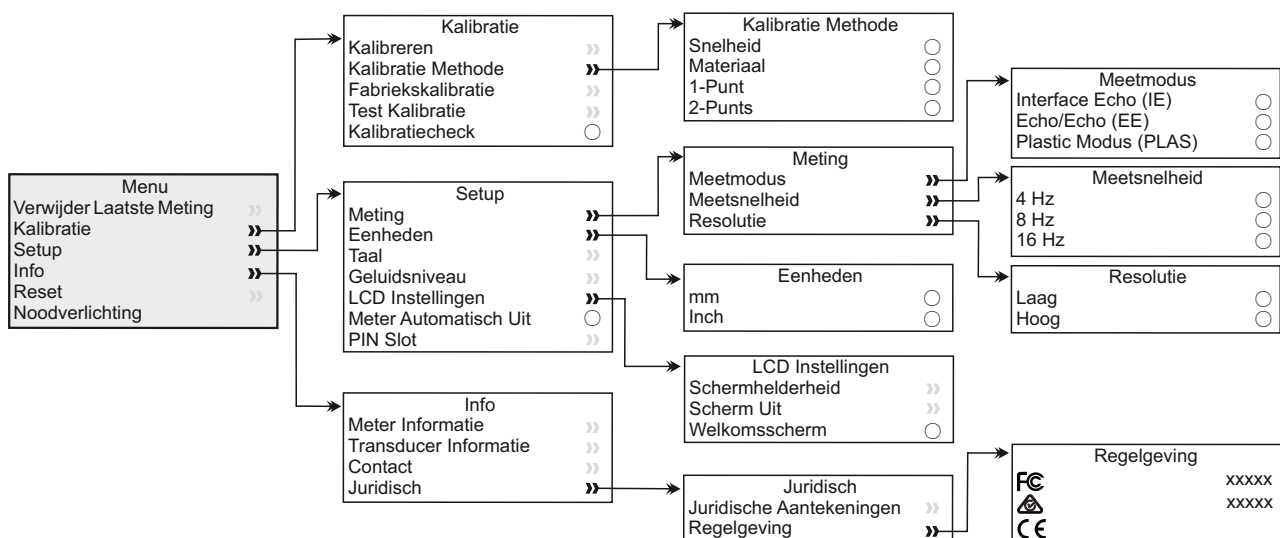 Menu
Verwijder Laatste Meting
Kalibratie
Setup
Info
Reset
Noodverlichting
Kalibratie
Kalibreren
Kalibratie Methode
Fabriekskalibratie
Test Kalibratie
Kalibratiecheck
Setup
Meting
Eenheden
Taal
Geluidsniveau
LCD Instellingen
Meter Automatisch Uit
PIN Slot
Info
Meter Informatie
Transducer Informatie
Contact
Juridisch
Kalibratie Methode
Snelheid
Materiaal
1-Punt
2-Punts
Meting
Meetmodus
Meetsnelheid
Resolutie
Eenheden
mm
Inch
LCD Instellingen
Schermhelderheid
Scherm Uit
Welkomsscherm
Juridisch
Juridische Aantekeningen
Regelgeving
Meetmodus
Interface Echo (IE)
Echo/Echo (EE)
Plastic Modus (PLAS)
Meetsnelheid
4 Hz
8 Hz
16 Hz
Resolutie
Laag
Hoog
Regelgeving
FC xxxxx
xxxxx
CE